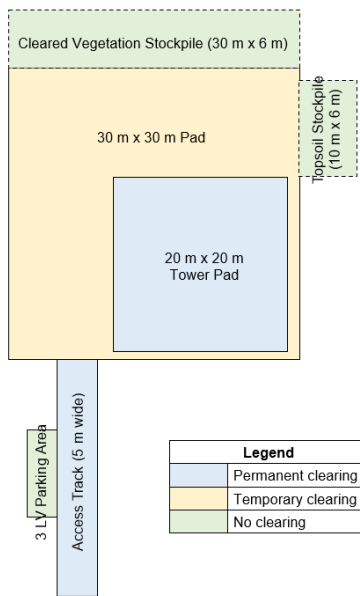 Cleared Vegetation Stockpile (30 m x 6 m)
Topsoil Stockpile
(10 m x 6 m)
30 m x 30 m Pad
20 m x 20 m
Tower Pad
3 LV Parking Area
Access Track (5 m wide)
Legend
Permanent clearing
Temporary clearing
No clearing